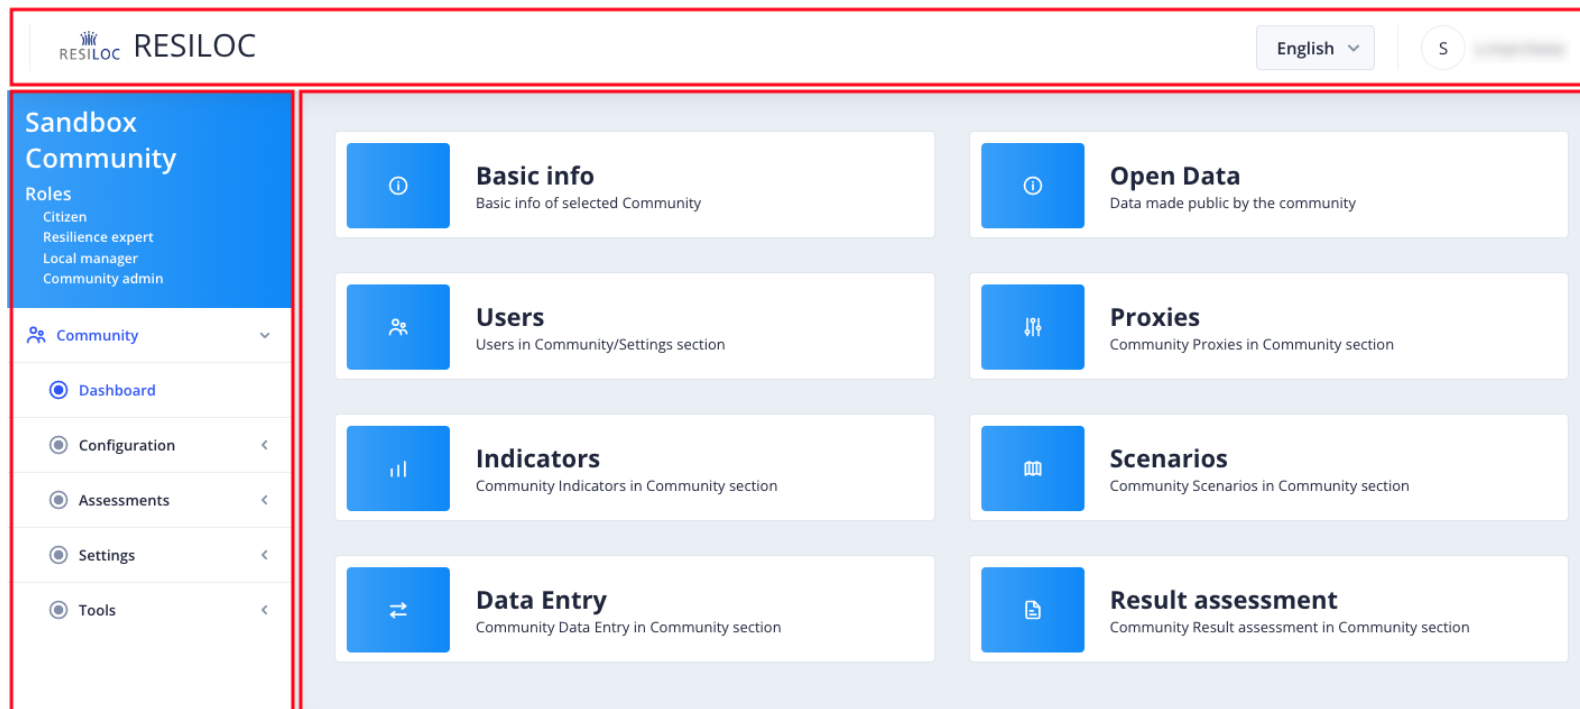 RESILOC RESILOC
English
S
Sandbox
Community
Roles
Citizen
Resilience expert
Local manager
Community admin
Community
Dashboard
Configuration
Assessments
Settings
Tools
Basic info
Basic info of selected Community
Open Data
Data made public by the community
Users
Users in Community/Settings section
Proxies
Community Proxies in Community section
Indicators
Community Indicators in Community section
Scenarios
Community Scenarios in Community section
Data Entry
Community Data Entry in Community section
Result assessment
Community Result assessment in Community section